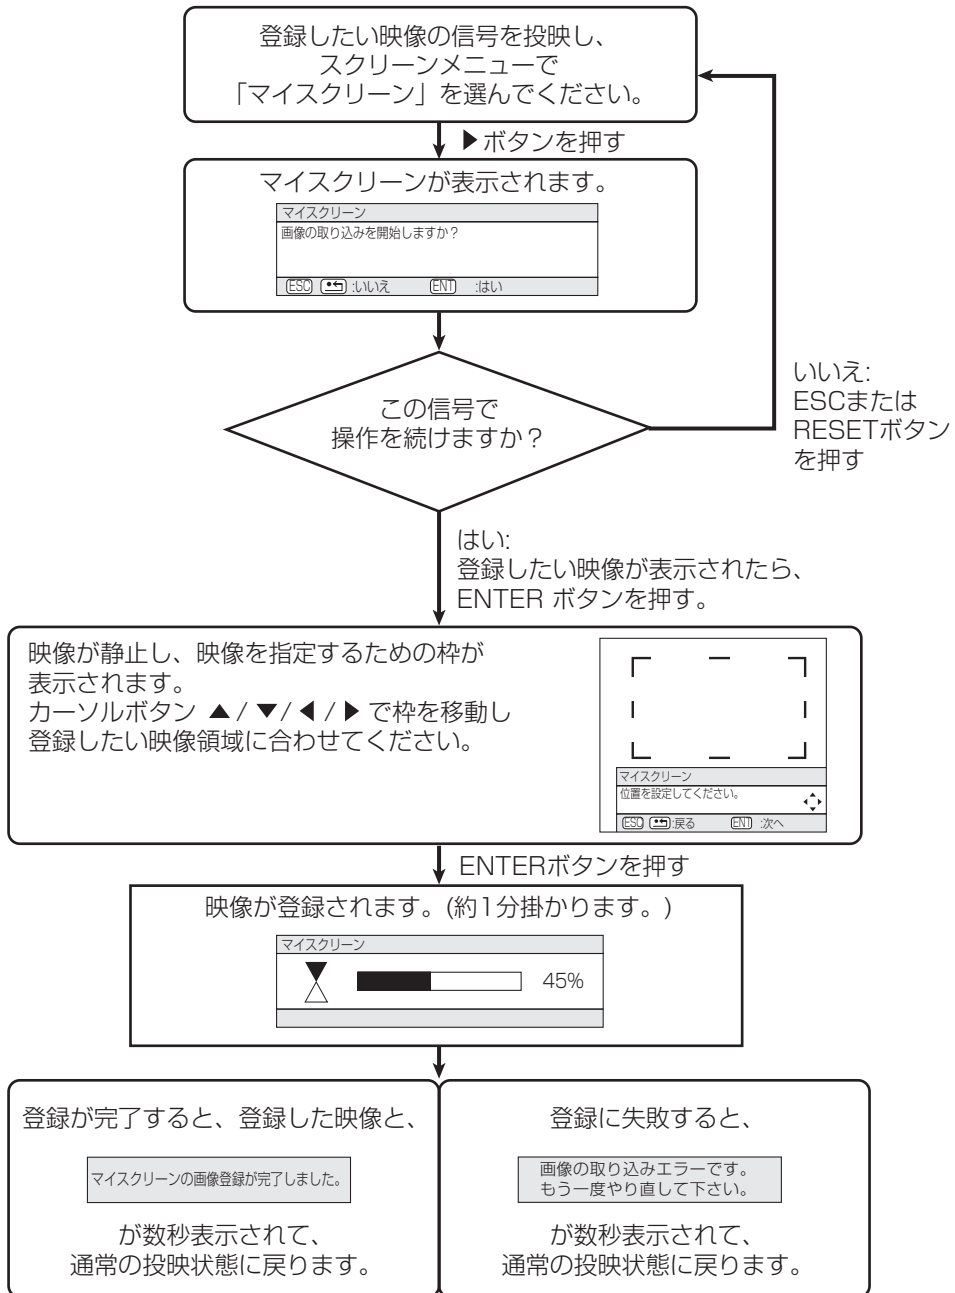 登録したい映像の信号を投映し、
スクリーンメニューで
「マイスクリーン」を選んでください。
▶ボタンを押す
マイスクリーンが表示されます。
マイスクリーン
画像の取り込みを開始しますか？
ESC :いいえ ENT :はい
この信号で
操作を続けますか？
いいえ:
ESCまたは
RESETボタン
を押す
はい:
登録したい映像が表示されたら、
ENTER ボタンを押す。
映像が静止し、映像を指定するための枠が
表示されます。
カーソルボタン ▲ / ▼/ ◀ / ▶ で枠を移動し
登録したい映像領域に合わせてください。
マイスクリーン
位置を設定してください。
ESC :戻る ENT :次へ
ENTERボタンを押す
映像が登録されます。(約1分掛かります。)
マイスクリーン
45%
登録が完了すると、登録した映像と、
マイスクリーンの画像登録が完了しました。
が数秒表示されて、
通常の投映状態に戻ります。
登録に失敗すると、
画像の取り込みエラーです。
もう一度やり直して下さい。
が数秒表示されて、
通常の投映状態に戻ります。